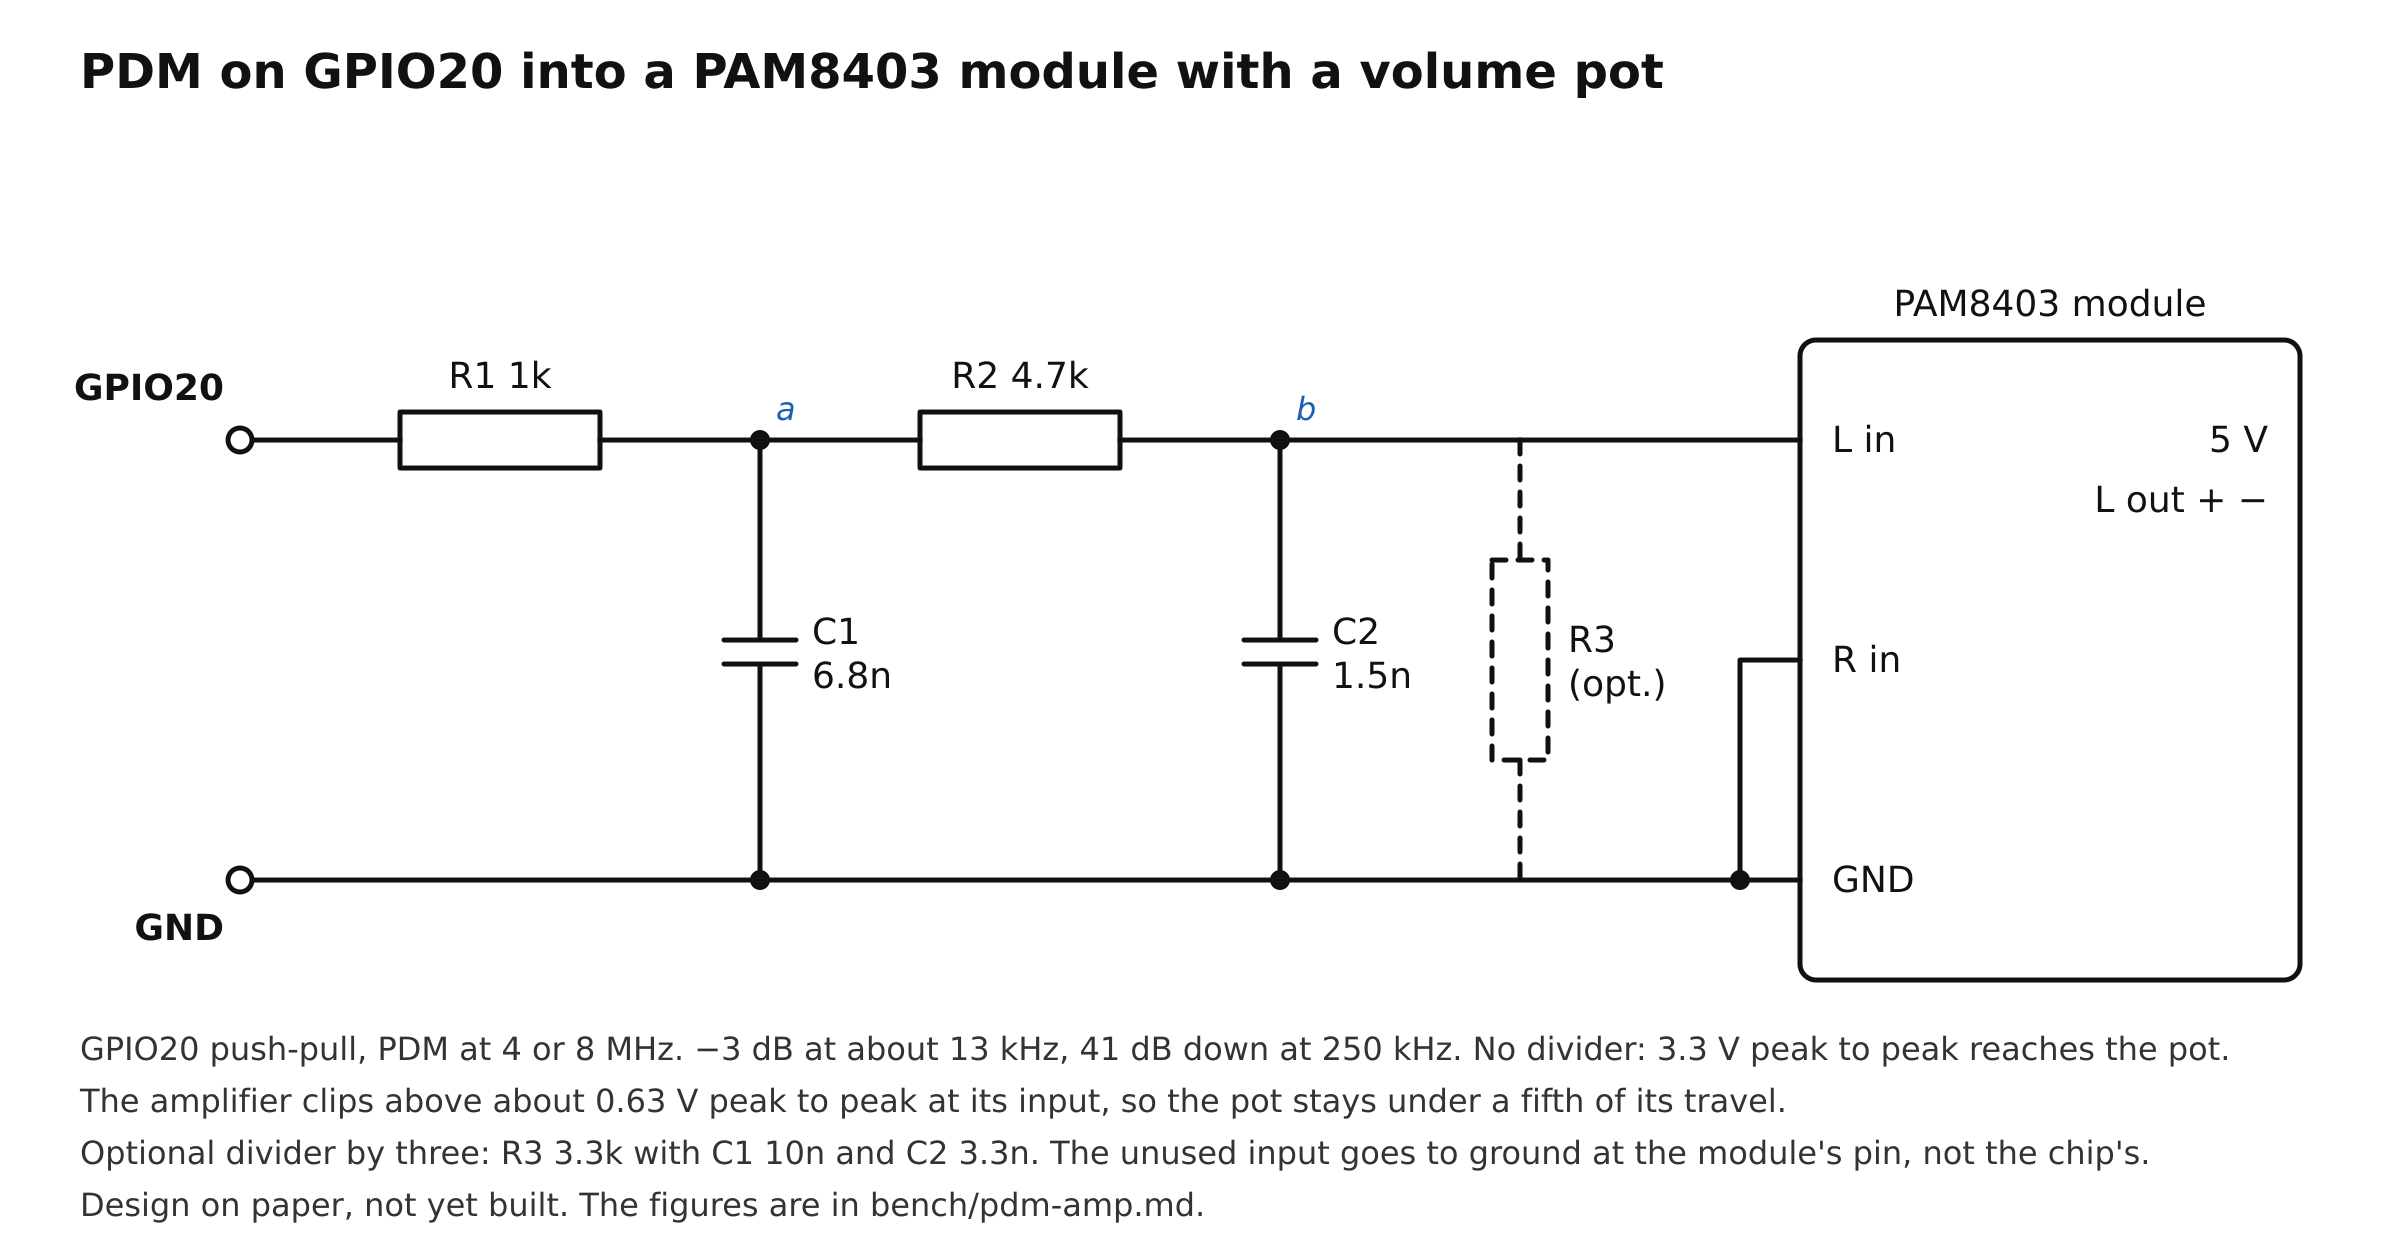 PDM on GPIO20 into a PAM8403 module with a volume pot
PAM8403 module
GPIO20
R1 1k
a
R2 4.7k
b
L in
5 V
L out + −
C1
6.8n
C2
1.5n
R3
(opt.)
R in
GND
GND
GPIO20 push-pull, PDM at 4 or 8 MHz. −3 dB at about 13 kHz, 41 dB down at 250 kHz. No divider: 3.3 V peak to peak reaches the pot.
The amplifier clips above about 0.63 V peak to peak at its input, so the pot stays under a fifth of its travel.
Optional divider by three: R3 3.3k with C1 10n and C2 3.3n. The unused input goes to ground at the module's pin, not the chip's.
Design on paper, not yet built. The figures are in bench/pdm-amp.md.